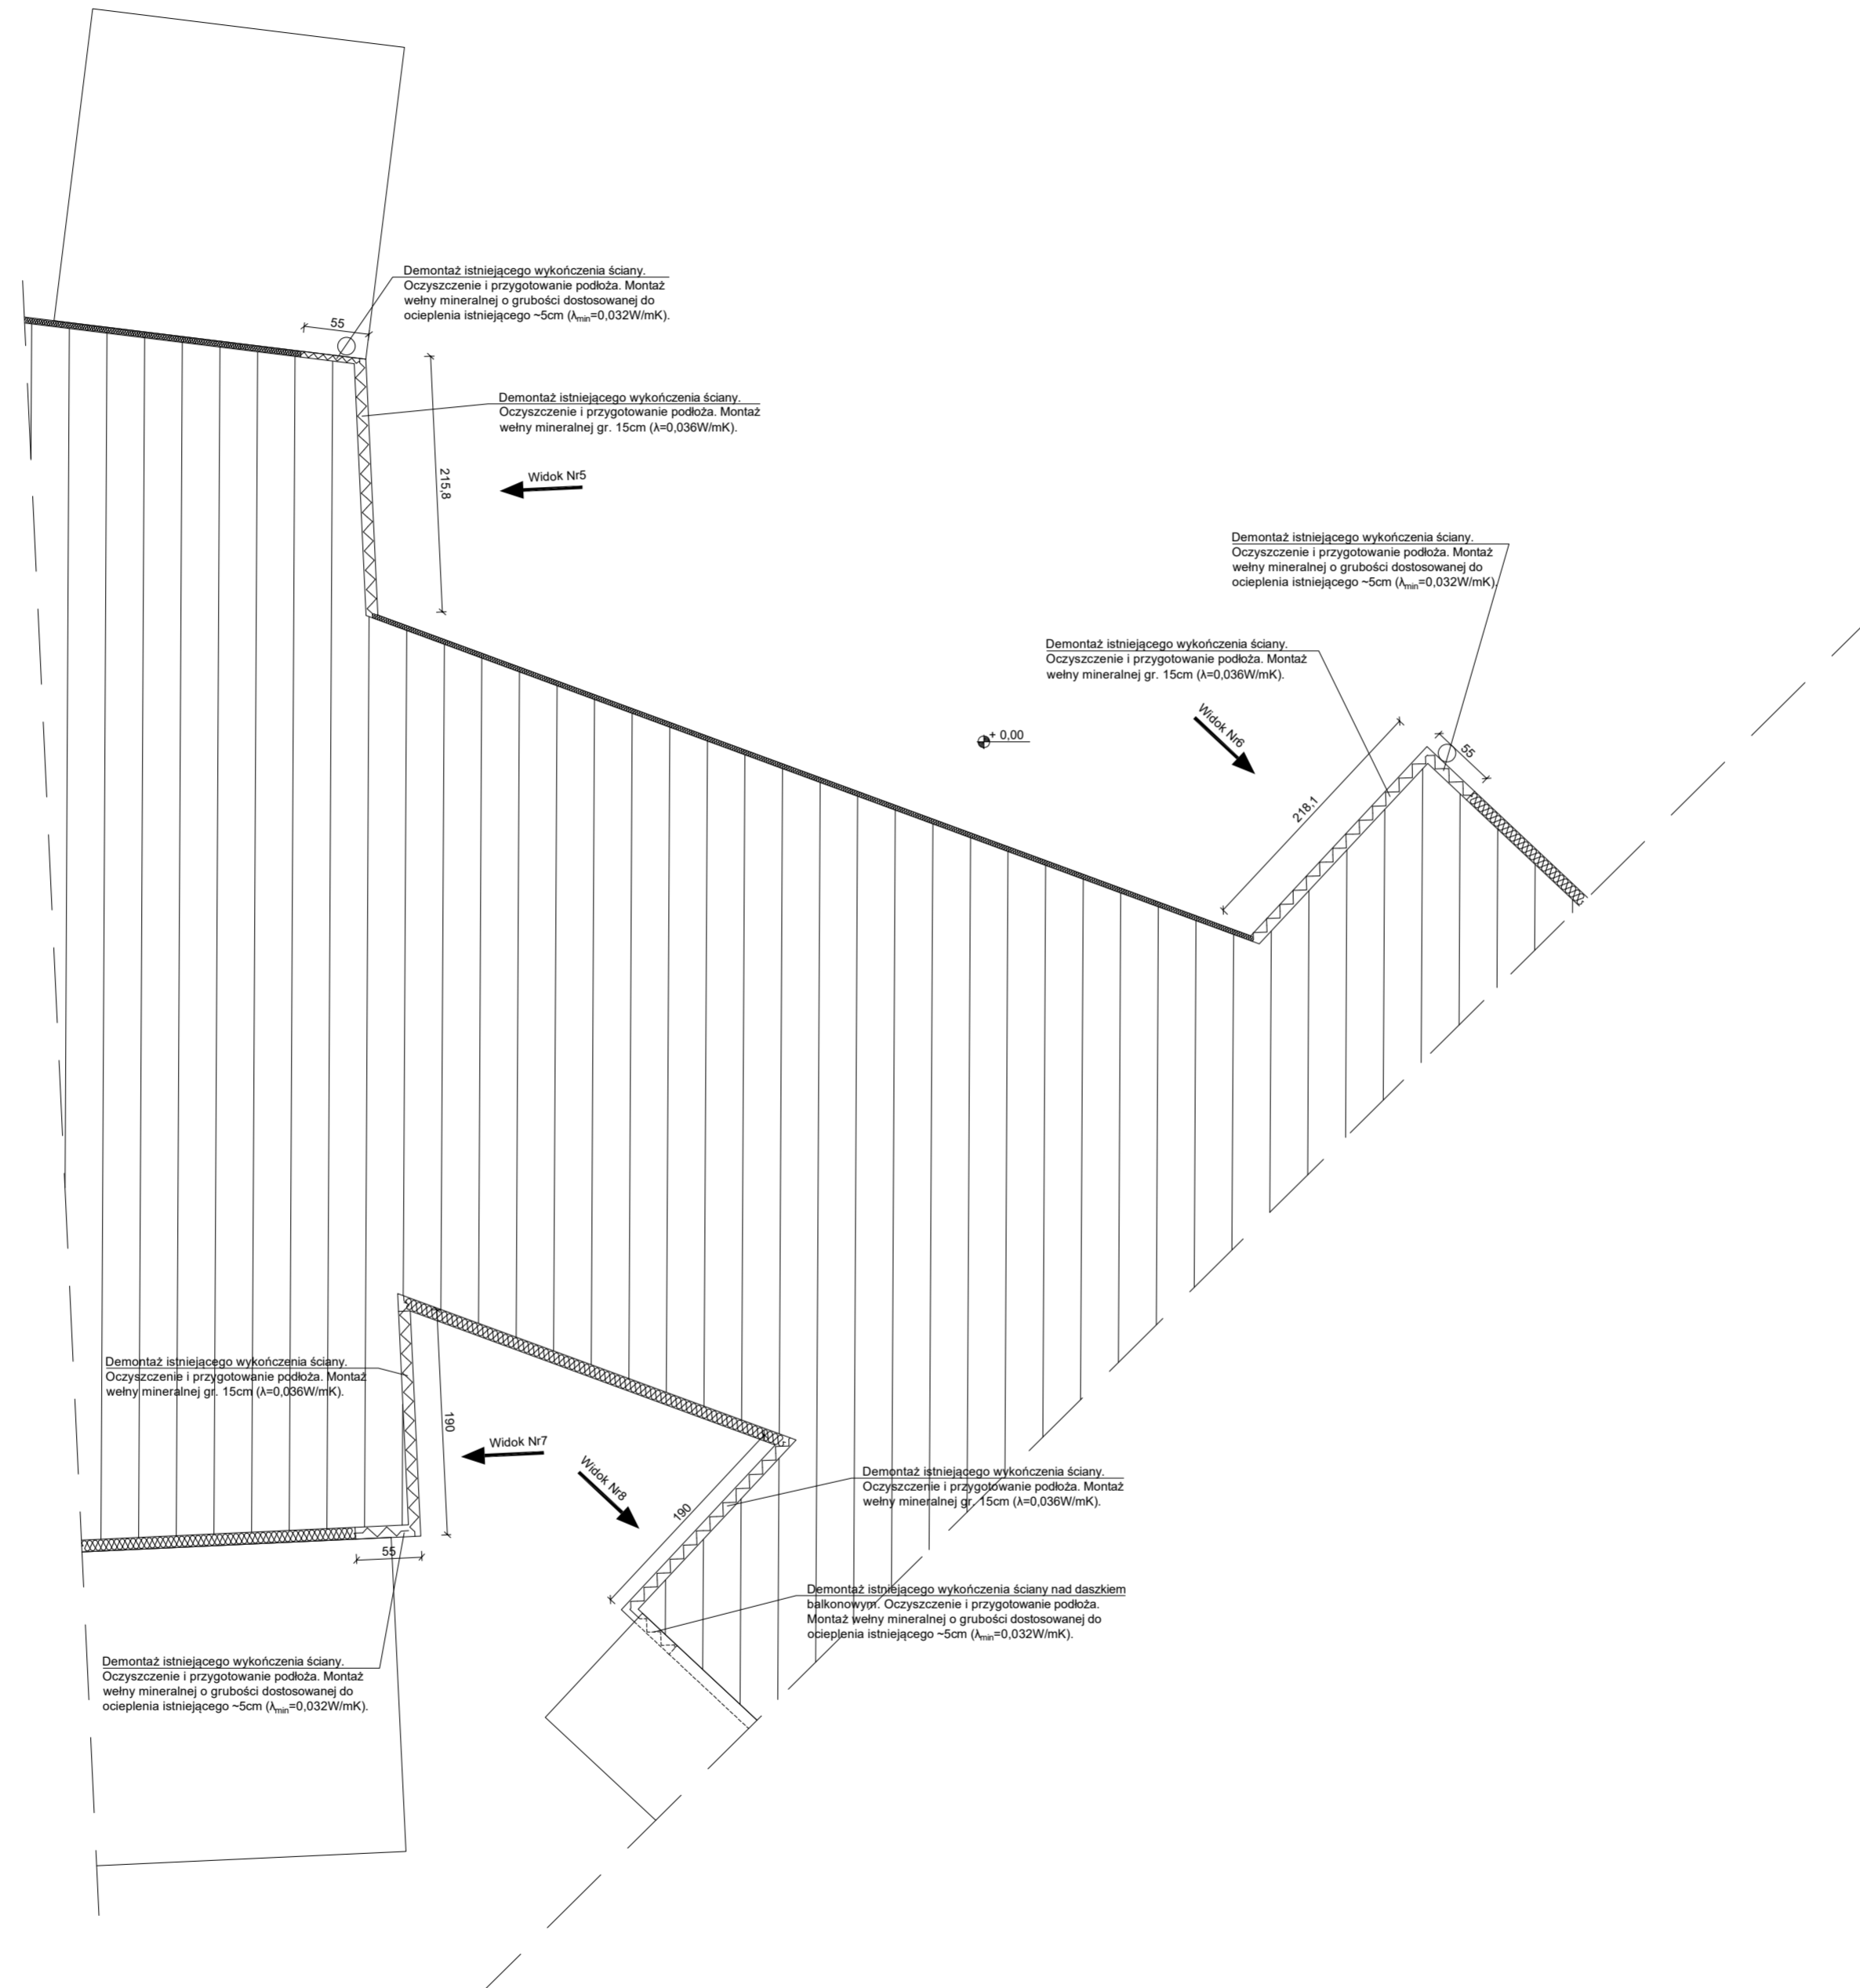 Demontaż istniejącego wykończenia ściany.
Oczyszczenie i przygotowanie podłoża. Montaż
wełny mineralnej o grubości dostosowanej do
ocieplenia istniejącego ~5cm (λmin=0,032W/mK).
55
Demontaż istniejącego wykończenia ściany.
Oczyszczenie i przygotowanie podłoża. Montaż
wełny mineralnej gr. 15cm (λ=0,036W/mK).
215,8
Widok Nr5
Demontaż istniejącego wykończenia ściany.
Oczyszczenie i przygotowanie podłoża. Montaż
wełny mineralnej o grubości dostosowanej do
ocieplenia istniejącego ~5cm (λmin=0,032W/mK).
Demontaż istniejącego wykończenia ściany.
Oczyszczenie i przygotowanie podłoża. Montaż
wełny mineralnej gr. 15cm (λ=0,036W/mK).
Widok Nr6
+ 0,00
55
218,1
Demontaż istniejącego wykończenia ściany.
Oczyszczenie i przygotowanie podłoża. Montaż
wełny mineralnej gr. 15cm (λ=0,036W/mK).
190
Widok Nr7
Widok Nr8
Demontaż istniejącego wykończenia ściany.
Oczyszczenie i przygotowanie podłoża. Montaż
wełny mineralnej gr. 15cm (λ=0,036W/mK).
190
55
Demontaż istniejącego wykończenia ściany nad daszkiem
balkonowym. Oczyszczenie i przygotowanie podłoża.
Montaż wełny mineralnej o grubości dostosowanej do
ocieplenia istniejącego ~5cm (λmin=0,032W/mK).
Demontaż istniejącego wykończenia ściany.
Oczyszczenie i przygotowanie podłoża. Montaż
wełny mineralnej o grubości dostosowanej do
ocieplenia istniejącego ~5cm (λmin=0,032W/mK).